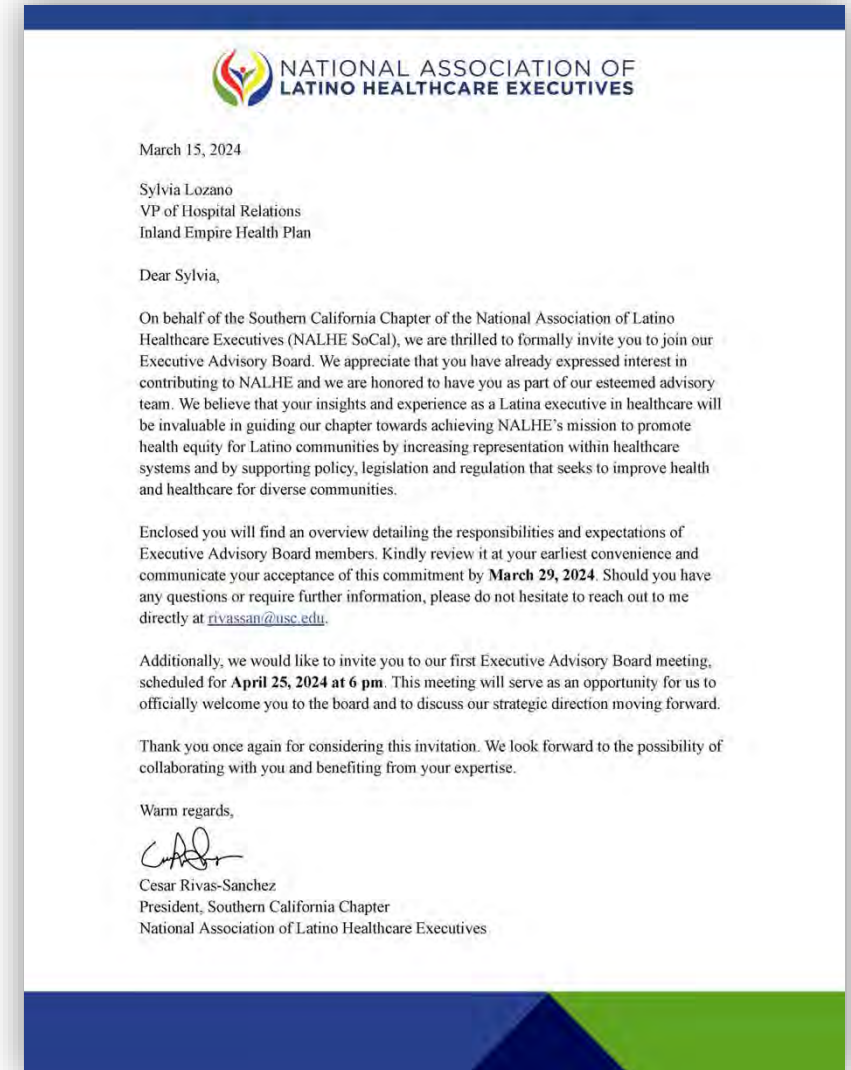 NATIONAL ASSOCIATION OF
LATINO HEALTHCARE EXECUTIVES
March 15, 2024
Sylvia Lozano
VP of Hospital Relations
Inland Empire Health Plan
Dear Sylvia,
On behalf of the Southern California Chapter of the National Association of Latino
Healthcare Executives (NALHE SoCal), we are thrilled to formally invite you to join our
Executive Advisory Board. We appreciate that you have already expressed interest in
contributing to NALHE and we are honored to have you as part of our esteemed advisory
team. We believe that your insights and experience as a Latina executive in healthcare will
be invaluable in guiding our chapter towards achieving NALHE’s mission to promote
health equity for Latino communities by increasing representation within healthcare
systems and by supporting policy, legislation and regulation that seeks to improve health
and healthcare for diverse communities.
Enclosed you will find an overview detailing the responsibilities and expectations of
Executive Advisory Board members. Kindly review it at your earliest convenience and
communicate your acceptance of this commitment by March 29, 2024. Should you have
any questions or require further information, please do not hesitate to reach out to me
directly at rivassan@usc.edu.
Additionally, we would like to invite you to our first Executive Advisory Board meeting,
scheduled for April 25, 2024 at 6 pm. This meeting will serve as an opportunity for us to
officially welcome you to the board and to discuss our strategic direction moving forward.
Thank you once again for considering this invitation. We look forward to the possibility of
collaborating with you and benefiting from your expertise.
Warm regards,
Cesar Rivas-Sanchez
President, Southern California Chapter
National Association of Latino Healthcare Executives